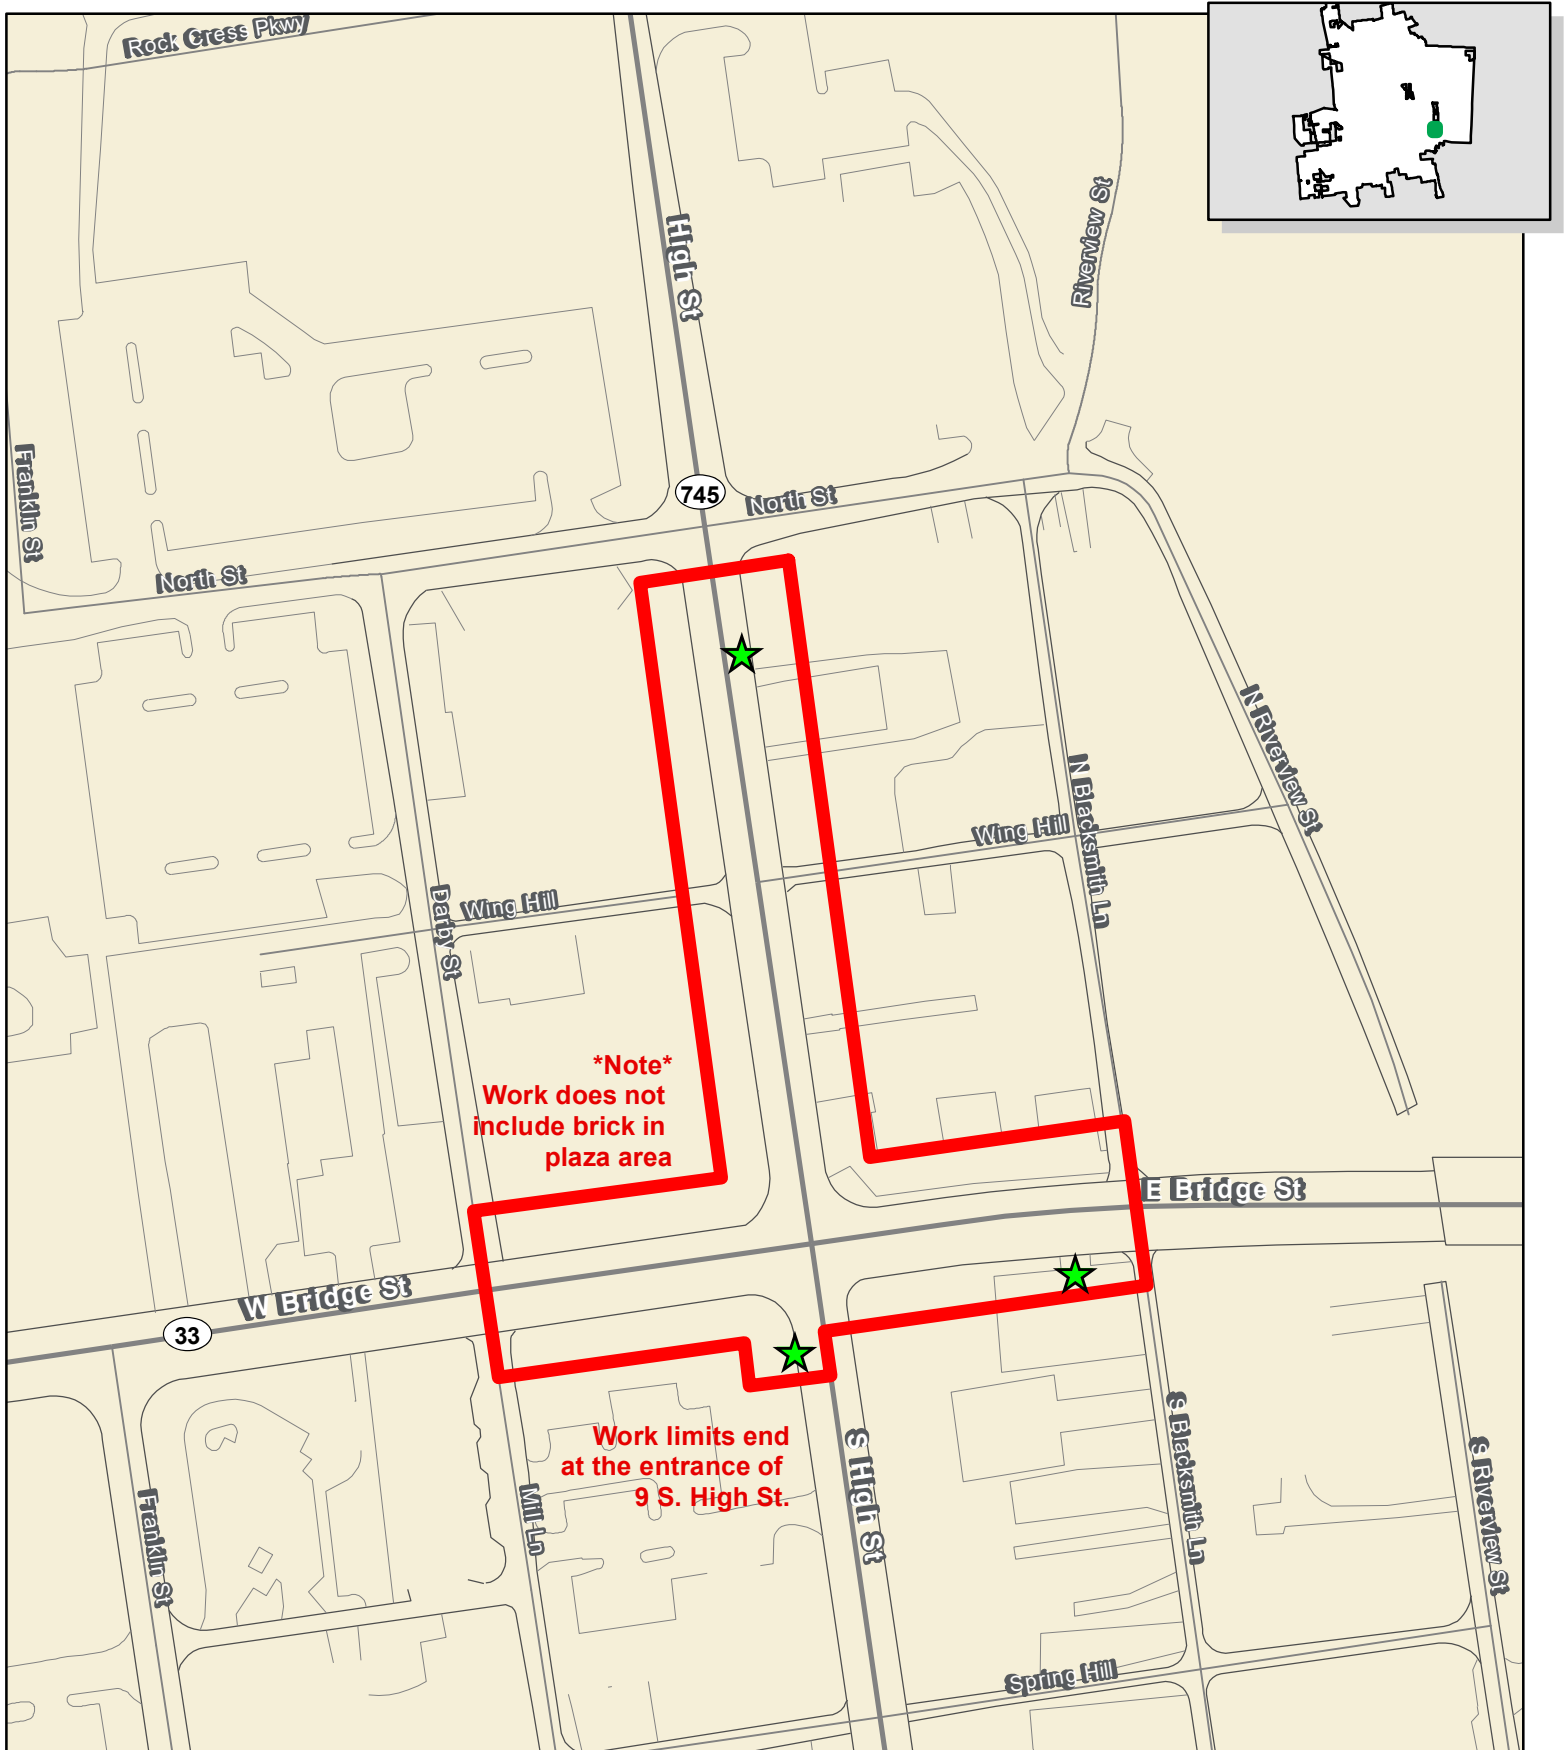 Rock Cress Pkwy
High St
Riverview St
Franklin St
745
North St
North St
N Riverview St
N Blacksmith Ln
Wing Hill
Darby St
Wing Hill
*Note*
Work does not
include brick in
plaza area
E Bridge St
W Bridge St
33
Work limits end
at the entrance of
9 S. High St.
S High St
S Blacksmith Ln
S Riverview St
Mill Ln
Franklin St
Spring Hill